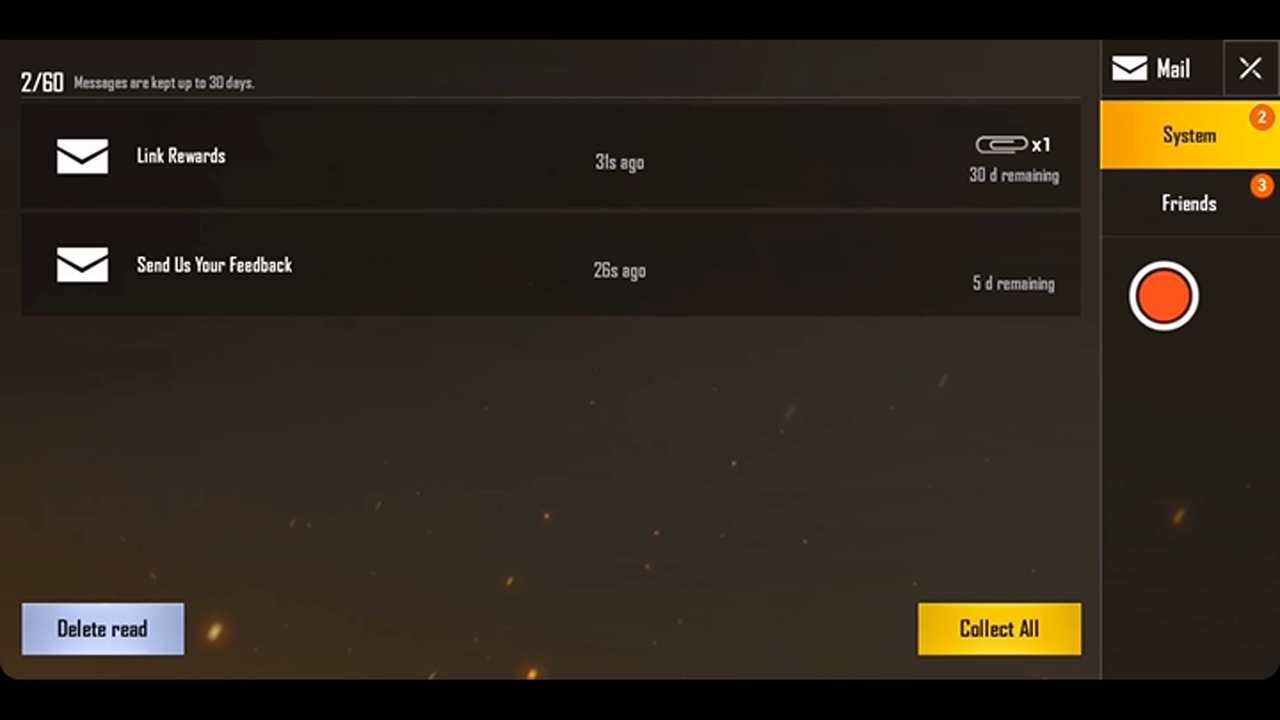 2/60 Messages are kept up to 30 days.
Mail
System 2
Friends 3
Link Rewards 31s ago x1
30 d remaining
Send Us Your Feedback 26s ago
5 d remaining
Delete read
Collect All